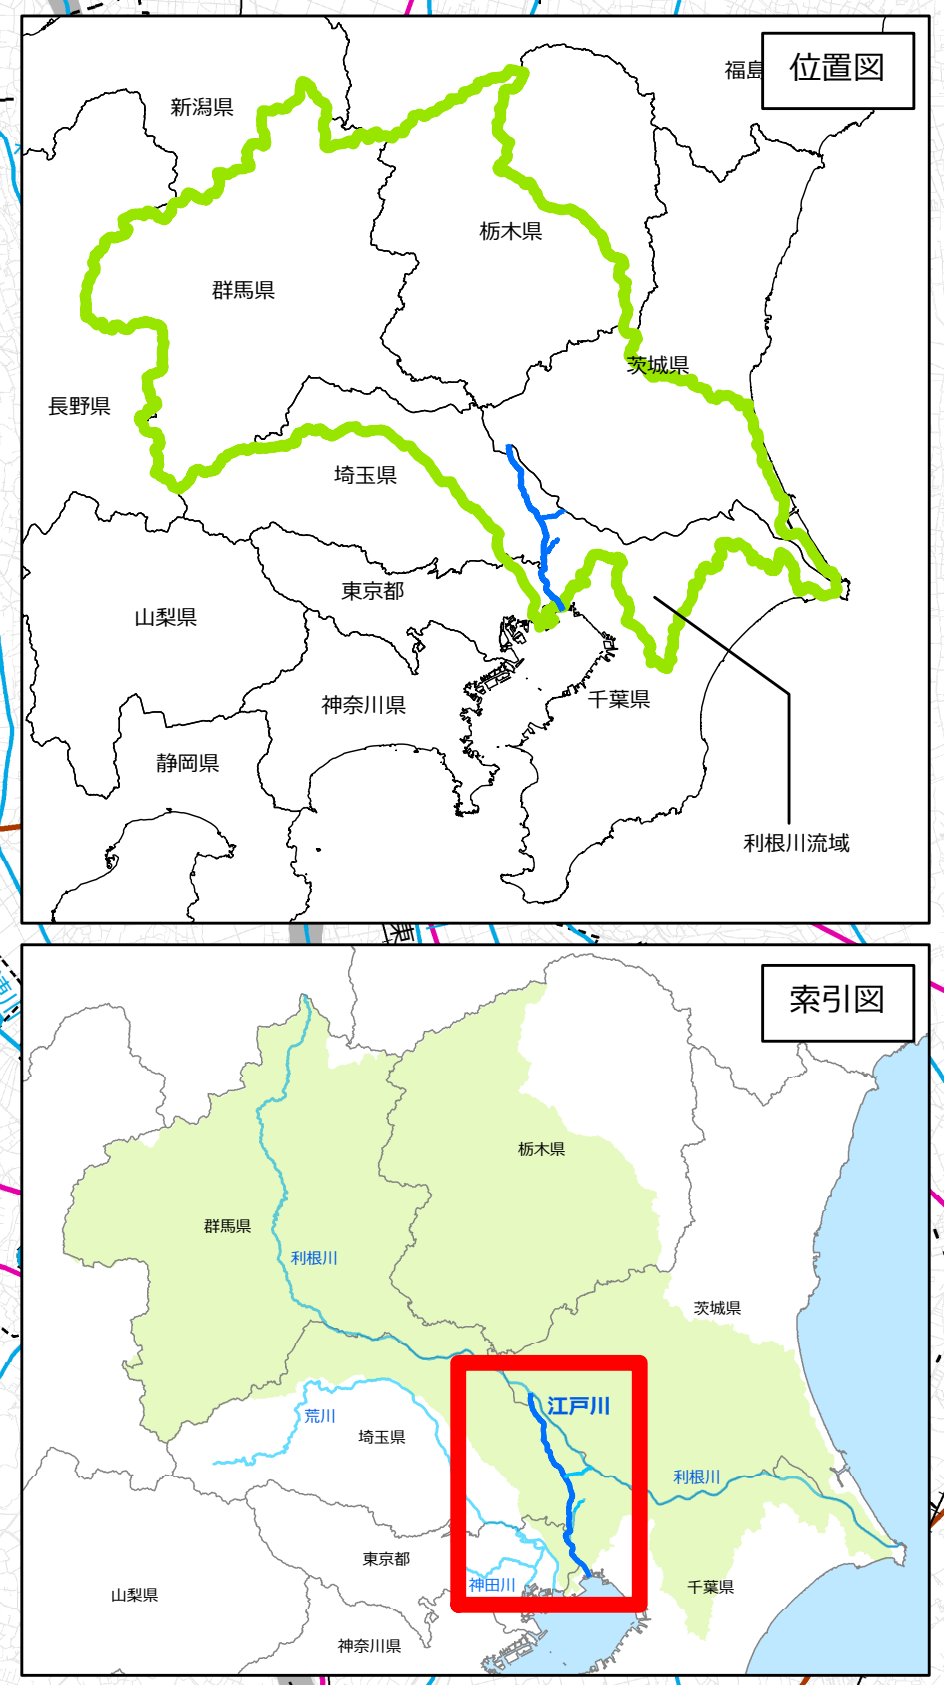 位置図
福島
新潟県
栃木県
群馬県
茨城県
長野県
埼玉県
東京都
山梨県
神奈川県
千葉県
静岡県
利根川流域
東
索引図
栃木県
群馬県
利根川
茨城県
江戸川
荒川
埼玉県
利根川
東京都
神田川
千葉県
山梨県
神奈川県